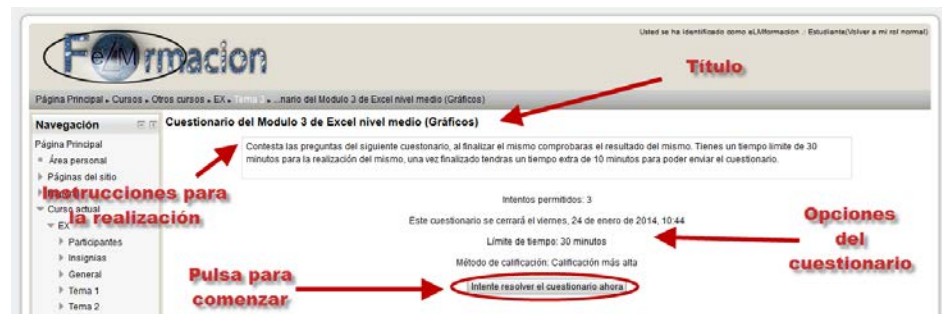 Usted se ha identificado como eLMformacion : Estudiante(Volver a mi rol normal)
FeLMrmacion
Título
Página Principal ▸ Cursos ▸ Otros cursos ▸ EX ▸ Tema 3 ▸ ...nario del Modulo 3 de Excel nivel medio (Gráficos)
Navegación
Cuestionario del Modulo 3 de Excel nivel medio (Gráficos)
Página Principal
Área personal
Páginas del sitio
Curso actual
EX
Participantes
Insignias
General
Tema 1
Tema 2
Contesta las preguntas del siguiente cuestonario, al finalizar el mismo comprobaras el resultado del mismo. Tienes un tiempo limite de 30
minutos para la realización del mismo, una vez finalizado tendras un tiempo extra de 10 minutos para poder enviar el cuestionario.
Instrucciones para
la realización
Intentos permitidos: 3
Este cuestionario se cerrará el viernes, 24 de enero de 2014, 10:44
Límite de tiempo: 30 minutos
Método de calificación: Calificación más alta
Opciones
del
cuestionario
Pulsa para
comenzar
Intente resolver el cuestionario ahora